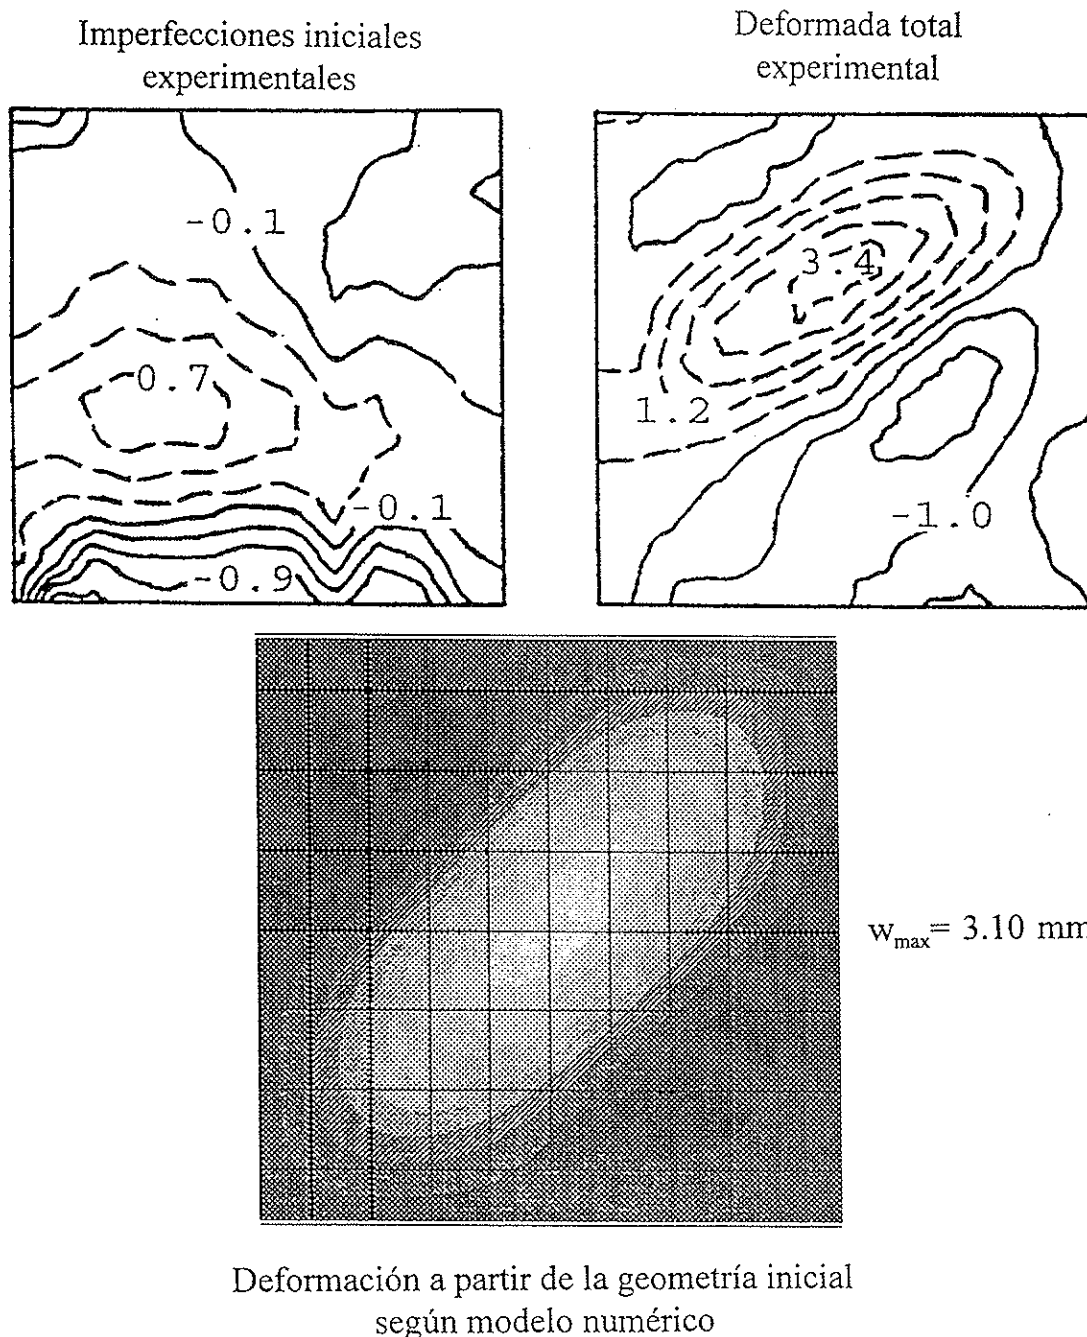 Imperfecciones iniciales
experimentales
Deformada total
experimental
-0.1
0.7
-0.1
-0.9
3.4
1.2
-1.0
wmax= 3.10 mm
Deformación a partir de la geometría inicial
según modelo numérico